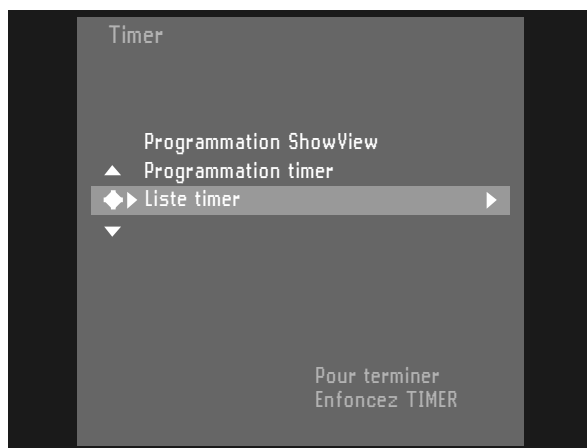 Timer
Programmation ShowView
Programmation timer
Liste timer
Pour terminer
Enfoncez TIMER